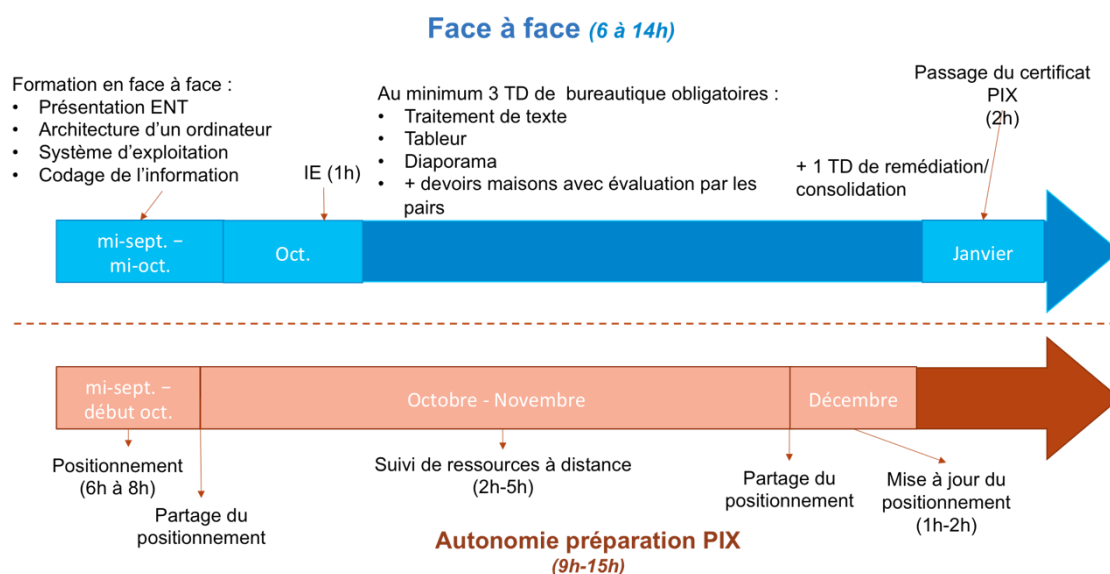 Face à face (6 à 14h)
Formation en face à face :
• Présentation ENT
• Architecture d'un ordinateur
• Système d'exploitation
• Codage de l'information
IE (1h)
Au minimum 3 TD de bureautique obligatoires :
• Traitement de texte
• Tableur
• Diaporama
• + devoirs maisons avec évaluation par les
pairs
+ 1 TD de remédiation/
consolidation
Passage du certificat
PIX
(2h)
mi-sept. –
mi-oct.
Oct.
Janvier
mi-sept. –
début oct.
Octobre - Novembre
Décembre
Positionnement
(6h à 8h)
Partage du
positionnement
Suivi de ressources à distance
(2h-5h)
Partage du
positionnement
Mise à jour du
positionnement
(1h-2h)
Autonomie préparation PIX
(9h-15h)